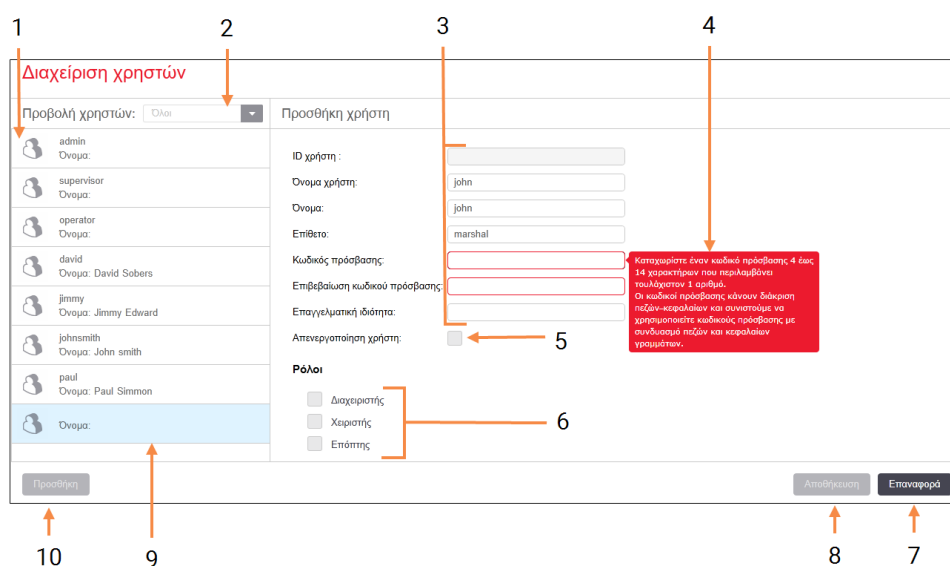 1
2
3
4
Διαχείριση χρηστών
Προβολή χρηστών:
Όλοι
Προσθήκη χρήστη
admin
Όνομα:
supervisor
Όνομα:
operator
Όνομα:
david
Όνομα: David Sobers
jimmy
Όνομα: Jimmy Edward
johnsmith
Όνομα: John smith
paul
Όνομα: Paul Simmon
Όνομα:
ID χρήστη :
Όνομα χρήστη:
john
Όνομα:
john
Επίθετο:
marshal
Κωδικός πρόσβασης:
Επιβεβαίωση κωδικού πρόσβασης:
Επαγγελματική ιδιότητα:
Απενεργοποίηση χρήστη:
Καταχωρίστε έναν κωδικό πρόσβασης 4 έως
14 χαρακτήρων που περιλαμβάνει
τουλάχιστον 1 αριθμό.
Οι κωδικοί πρόσβασης κάνουν διάκριση
πεζών-κεφαλαίων και συνιστούμε να
χρησιμοποιείτε κωδικούς πρόσβασης με
συνδυασμό πεζών και κεφαλαίων
γραμμάτων.
5
Ρόλοι
Διαχειριστής
Χειριστής
Επόπτης
6
Προσθήκη
Αποθήκευση
Επαναφορά
10
9
8
7